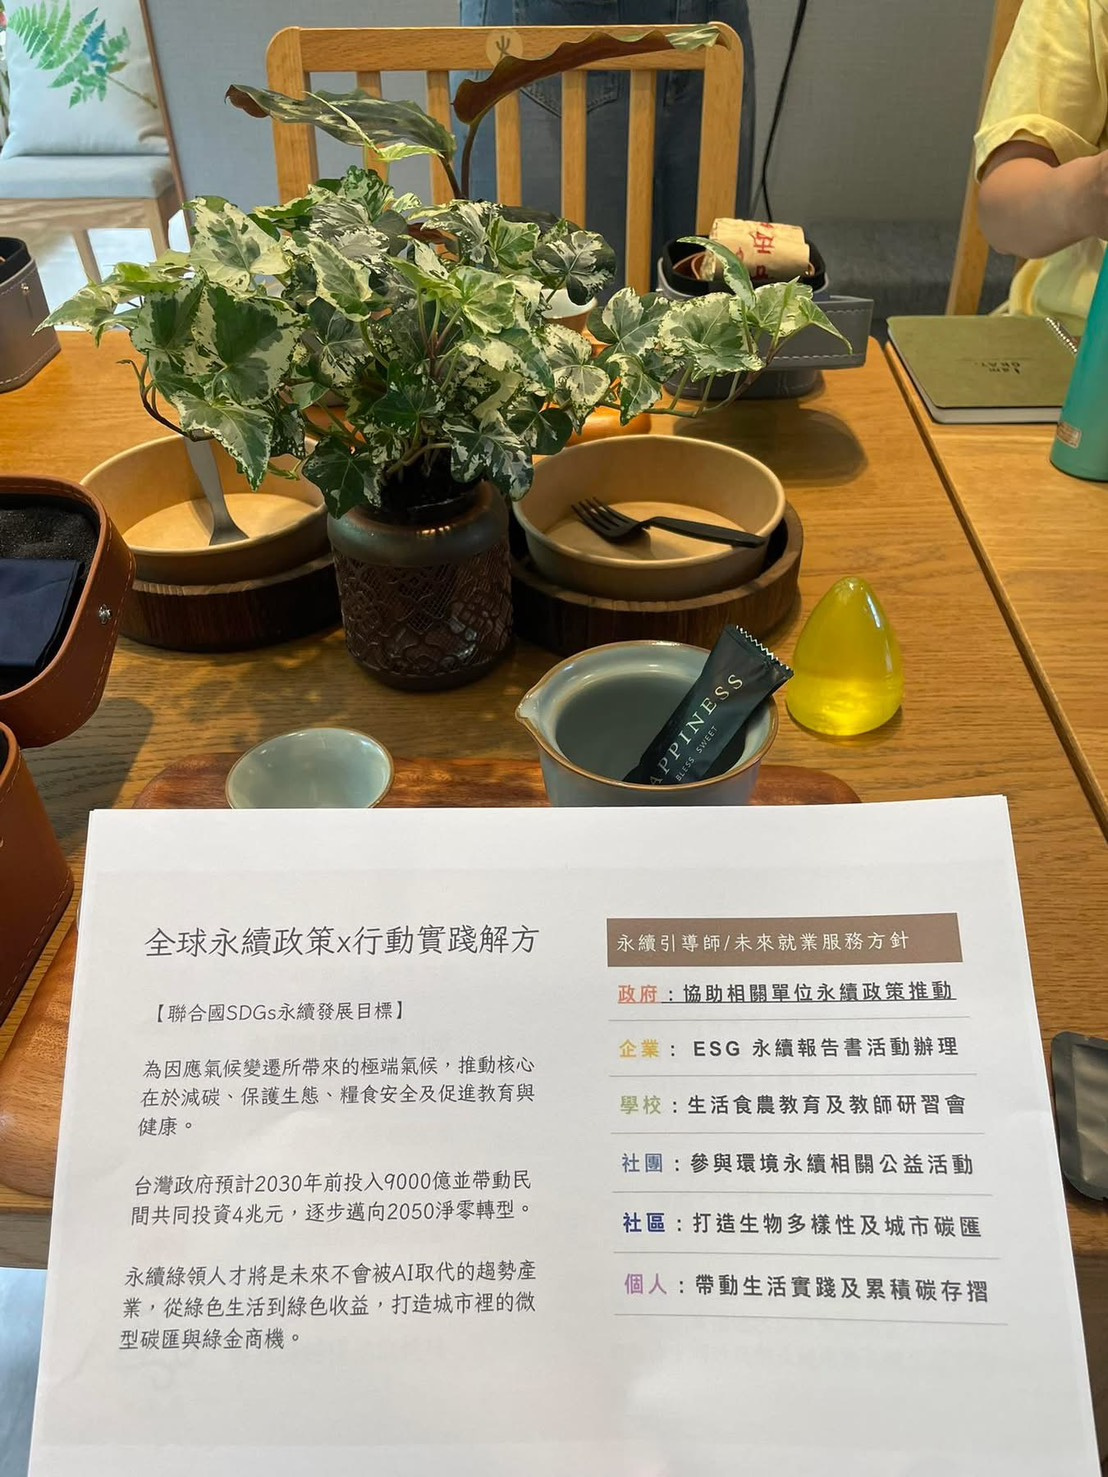 HAPPINESS
BLESS SWEET
全球永續政策x行動實踐解方
【聯合國SDGs永續發展目標】
為因應氣候變遷所帶來的極端氣候，推動核心
在於減碳、保護生態、糧食安全及促進教育與
健康。
台灣政府預計2030年前投入9000億並帶動民
間共同投資4兆元，逐步邁向2050淨零轉型。
永續綠領人才將是未來不會被AI取代的趨勢產
業，從綠色生活到綠色收益，打造城市裡的微
型碳匯與綠金商機。
永續引導師/未來就業服務方針
政府：協助相關單位永續政策推動
企業： ESG 永續報告書活動辦理
學校：生活食農教育及教師研習會
社團：參與環境永續相關公益活動
社區：打造生物多樣性及城市碳匯
個人：帶動生活實踐及累積碳存摺